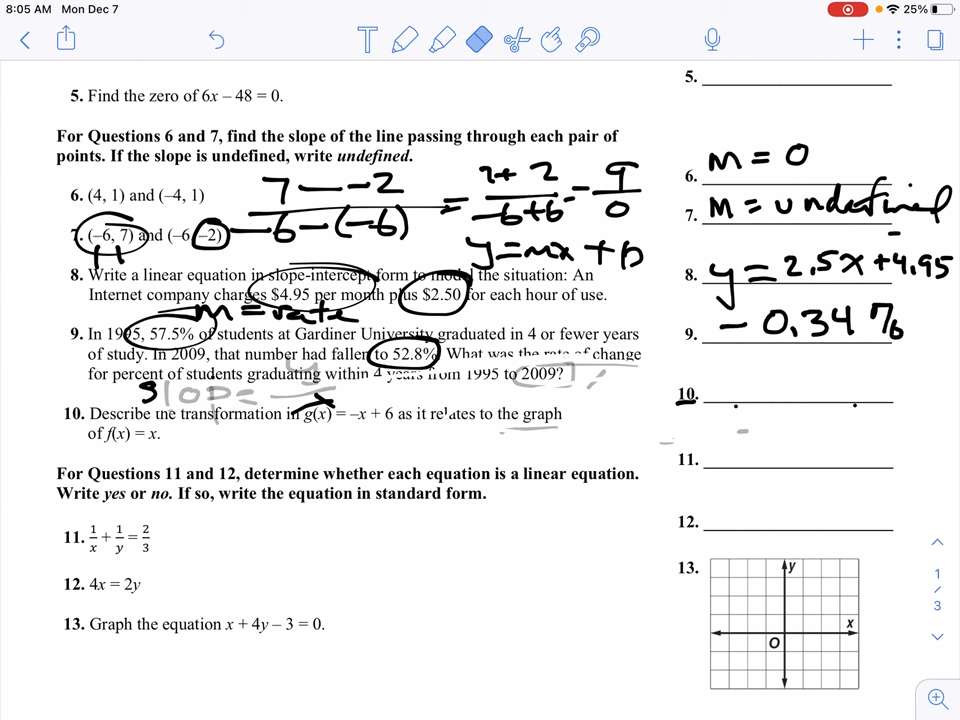 8:05 AM Mon Dec 7
25%
5. Find the zero of 6x – 48 = 0.
5.
For Questions 6 and 7, find the slope of the line passing through each pair of
points. If the slope is undefined, write undefined.
6. (4, 1) and (–4, 1)
7 – -2 / -6 - (-6) = 7+ 2 / -6+6 = 9 / 0
6. m = 0
7. (–6, 7) and (–6, –2)
7. m = undefined
y=mx + b
8. Write a linear equation in slope-intercept form to model the situation: An
Internet company charges $4.95 per month plus $2.50 for each hour of use.
8. y = 2.5x+4.95
m = rate
9. In 1995, 57.5% of students at Gardiner University graduated in 4 or fewer years
of study. In 2009, that number had fallen to 52.8%. What was the rate of change
for percent of students graduating within 4 years from 1995 to 2009?
9. - 0.34 %
slop = y / x
10. Describe the transformation in g(x) = –x + 6 as it relates to the graph
of f(x) = x.
10.
For Questions 11 and 12, determine whether each equation is a linear equation.
Write yes or no. If so, write the equation in standard form.
11.
11. 1/x + 1/y = 2/3
12.
12. 4x = 2y
13. Graph the equation x + 4y – 3 = 0.
13.
y
x
O
1
/
3